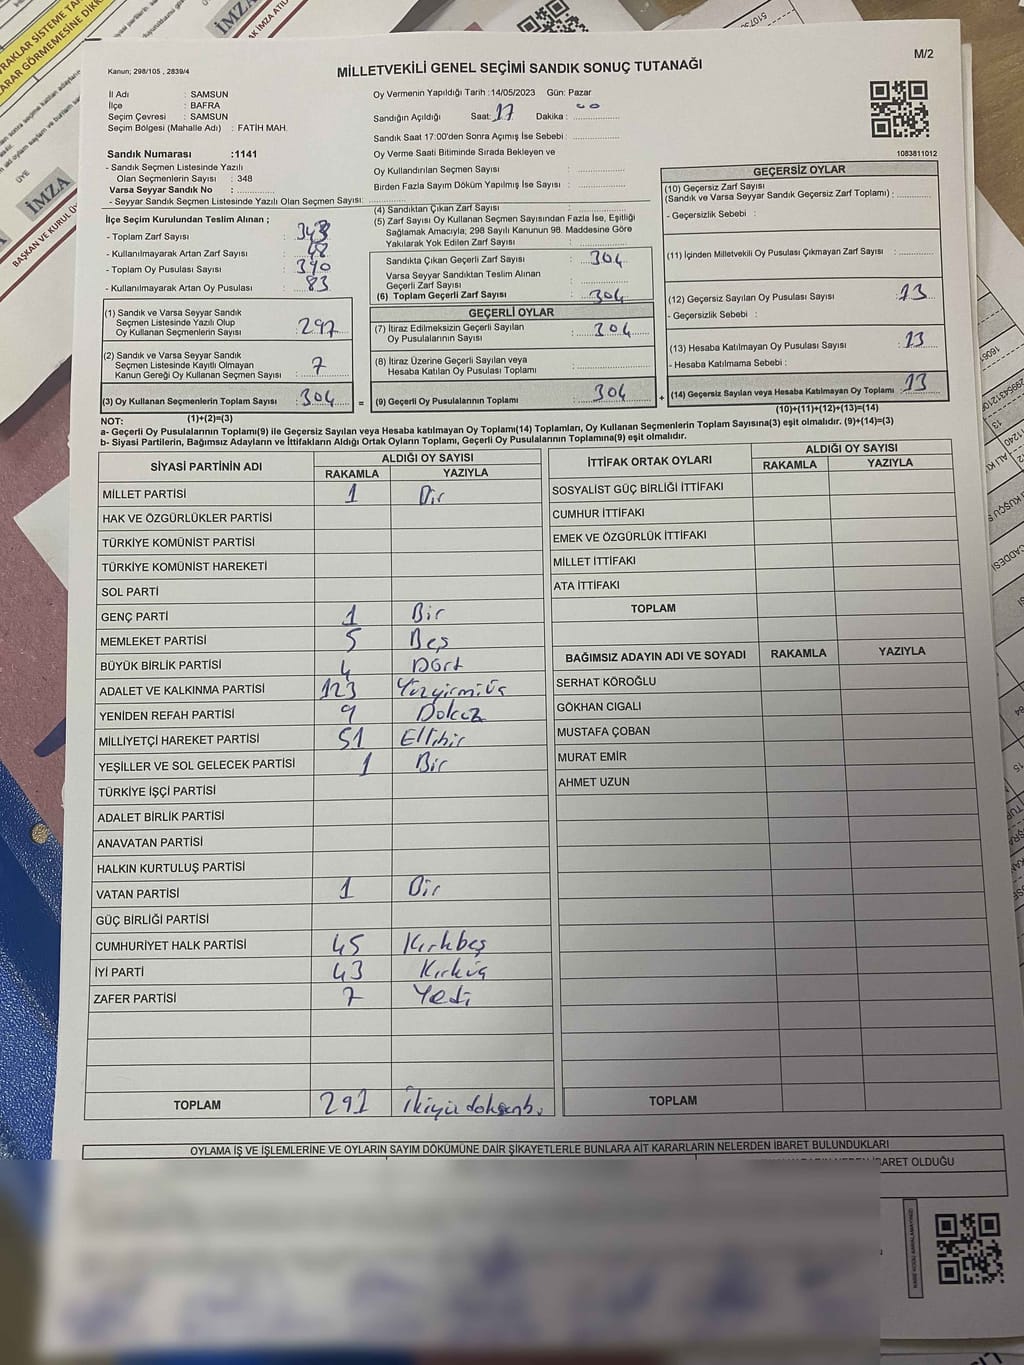 M/2
Kanun; 298/105 , 2839/4
MİLLETVEKİLİ GENEL SEÇİMİ SANDIK SONUÇ TUTANAĞI
İl Adı : SAMSUN
İlçe : BAFRA
Seçim Çevresi : SAMSUN
Seçim Bölgesi (Mahalle Adı) : FATİH MAH.
Sandık Numarası :1141
- Sandık Seçmen Listesinde Yazılı
Olan Seçmenlerin Sayısı : 348
Varsa Seyyar Sandık No :
- Seyyar Sandık Seçmen Listesinde Yazılı Olan Seçmen Sayısı:
Oy Vermenin Yapıldığı Tarih :14/05/2023 Gün: Pazar
Sandığın Açıldığı Saat: 17 Dakika : 00
Sandık Saat 17:00'den Sonra Açımış İse Sebebi :
Oy Verme Saati Bitiminde Sırada Bekleyen ve
Oy Kullandırılan Seçmen Sayısı :
Birden Fazla Sayım Döküm Yapılmış İse Sayısı :
1083811012
İlçe Seçim Kurulundan Teslim Alınan ;
- Toplam Zarf Sayısı : 343
- Kullanılmayarak Artan Zarf Sayısı : 48
- Toplam Oy Pusulası Sayısı : 390
- Kullanılmayarak Artan Oy Pusulası : 83
(1) Sandık ve Varsa Seyyar Sandık
Seçmen Listesinde Yazılı Olup
Oy Kullanan Seçmenlerin Sayısı : 297
(2) Sandık ve Varsa Seyyar Sandık
Seçmen Listesinde Kayıtlı Olmayan
Kanun Gereği Oy Kullanan Seçmen Sayısı : 7
(3) Oy Kullanan Seçmenlerin Toplam Sayısı : 304
(1)+(2)=(3)
(4) Sandıktan Çıkan Zarf Sayısı :
(5) Zarf Sayısı Oy Kullanan Seçmen Sayısından Fazla İse, Eşitliği
Sağlamak Amacıyla; 298 Sayılı Kanunun 98. Maddesine Göre
Yakılarak Yok Edilen Zarf Sayısı :
Sandıkta Çıkan Geçerli Zarf Sayısı : 304
Varsa Seyyar Sandıktan Teslim Alınan
Geçerli Zarf Sayısı :
(6) Toplam Geçerli Zarf Sayısı : 304
GEÇERLİ OYLAR
(7) İtiraz Edilmeksizin Geçerli Sayılan
Oy Pusulalarının Sayısı : 304
(8) İtiraz Üzerine Geçerli Sayılan veya
Hesaba Katılan Oy Pusulası Toplamı :
= (9) Geçerli Oy Pusulalarının Toplamı : 304 +
GEÇERSİZ OYLAR
(10) Geçersiz Zarf Sayısı
(Sandık ve Varsa Seyyar Sandık Geçersiz Zarf Toplamı) :
- Geçersizlik Sebebi :
(11) İçinden Milletvekili Oy Pusulası Çıkmayan Zarf Sayısı :
(12) Geçersiz Sayılan Oy Pusulası Sayısı : 13
- Geçersizlik Sebebi :
(13) Hesaba Katılmayan Oy Pusulası Sayısı : 13
- Hesaba Katılmama Sebebi :
(14) Geçersiz Sayılan veya Hesaba Katılmayan Oy Toplamı : 13
(10)+(11)+(12)+(13)=(14)
NOT:
a- Geçerli Oy Pusulalarının Toplamı(9) ile Geçersiz Sayılan veya Hesaba katılmayan Oy Toplamı(14) Toplamları, Oy Kullanan Seçmenlerin Toplam Sayısına(3) eşit olmalıdır. (9)+(14)=(3)
b- Siyasi Partilerin, Bağımsız Adayların ve İttifakların Aldığı Ortak Oyların Toplamı, Geçerli Oy Pusulalarının Toplamına(9) eşit olmalıdır.
SİYASİ PARTİNİN ADI ALDIĞI OY SAYISI
RAKAMLA YAZIYLA
MİLLET PARTİSİ 1 Bir
HAK VE ÖZGÜRLÜKLER PARTİSİ
TÜRKİYE KOMÜNİST PARTİSİ
TÜRKİYE KOMÜNİST HAREKETİ
SOL PARTİ
GENÇ PARTİ 1 Bir
MEMLEKET PARTİSİ 5 Beş
BÜYÜK BİRLİK PARTİSİ 4 Dört
ADALET VE KALKINMA PARTİSİ 123 Yüzyirmiüç
YENİDEN REFAH PARTİSİ 9 Dokuz
MİLLİYETÇİ HAREKET PARTİSİ 51 Ellibir
YEŞİLLER VE SOL GELECEK PARTİSİ 1 Bir
TÜRKİYE İŞÇİ PARTİSİ
ADALET BİRLİK PARTİSİ
ANAVATAN PARTİSİ
HALKIN KURTULUŞ PARTİSİ
VATAN PARTİSİ 1 Bir
GÜÇ BİRLİĞİ PARTİSİ
CUMHURİYET HALK PARTİSİ 45 Kırkbeş
İYİ PARTİ 43 Kırküç
ZAFER PARTİSİ 7 Yedi
TOPLAM 291 İkiyüz doksanb.
İTTİFAK ORTAK OYLARI ALDIĞI OY SAYISI
RAKAMLA YAZIYLA
SOSYALİST GÜÇ BİRLİĞİ İTTİFAKI
CUMHUR İTTİFAKI
EMEK VE ÖZGÜRLÜK İTTİFAKI
MİLLET İTTİFAKI
ATA İTTİFAKI
TOPLAM
BAĞIMSIZ ADAYIN ADI VE SOYADI RAKAMLA YAZIYLA
SERHAT KÖROĞLU
GÖKHAN CIGALI
MUSTAFA ÇOBAN
MURAT EMİR
AHMET UZUN
TOPLAM
OYLAMA İŞ VE İŞLEMLERİNE VE OYLARIN SAYIM DÖKÜMÜNE DAİR ŞİKAYETLERLE BUNLARA AİT KARARLARIN NELERDEN İBARET BULUNDUKLARI
İBARET OLDUĞU
İMZA
İMZA
ÜYE